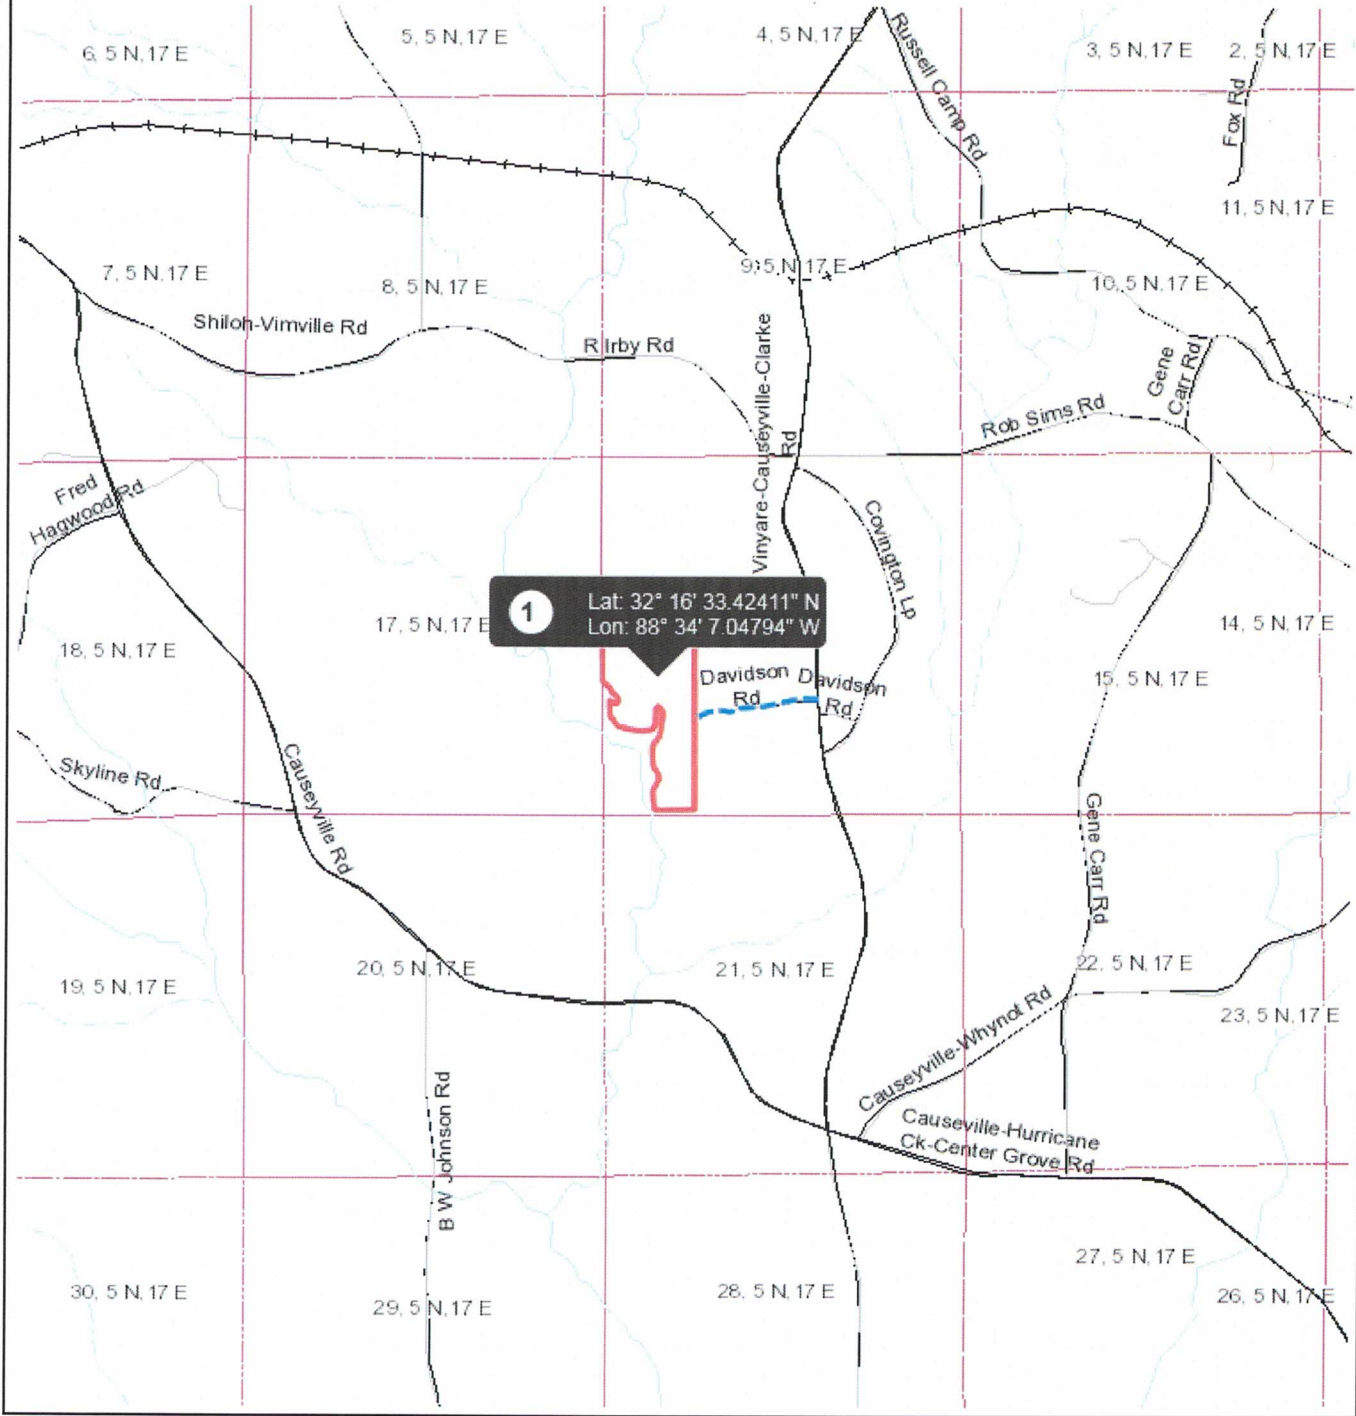 6, 5 N, 17 E
5, 5 N, 17 E
4, 5 N, 17 E
3, 5 N, 17 E
2, 5 N, 17 E
Russell Camp Rd
Fox Rd
11, 5 N, 17 E
7, 5 N, 17 E
8, 5 N, 17 E
9, 5 N, 17 E
10, 5 N, 17 E
Shiloh-Vimville Rd
R Irby Rd
Vinyare-Causeyville-Clarke
Rd
Gene
Carr Rd
Rob Sims Rd
Fred
Hagwood Rd
Covington Lp
1
Lat: 32° 16' 33.42411" N
Lon: 88° 34' 7.04794" W
17, 5 N, 17 E
14, 5 N, 17 E
18, 5 N, 17 E
15, 5 N, 17 E
Davidson
Rd
Davidson
Rd
Skyline Rd
Causeyville Rd
Gene Carr Rd
20, 5 N, 17 E
21, 5 N, 17 E
22, 5 N, 17 E
19, 5 N, 17 E
23, 5 N, 17 E
Causeyville-Whynot Rd
B W Johnson Rd
Causeville-Hurricane
Ck-Center Grove Rd
27, 5 N, 17 E
30, 5 N, 17 E
29, 5 N, 17 E
28, 5 N, 17 E
26, 5 N, 17 E